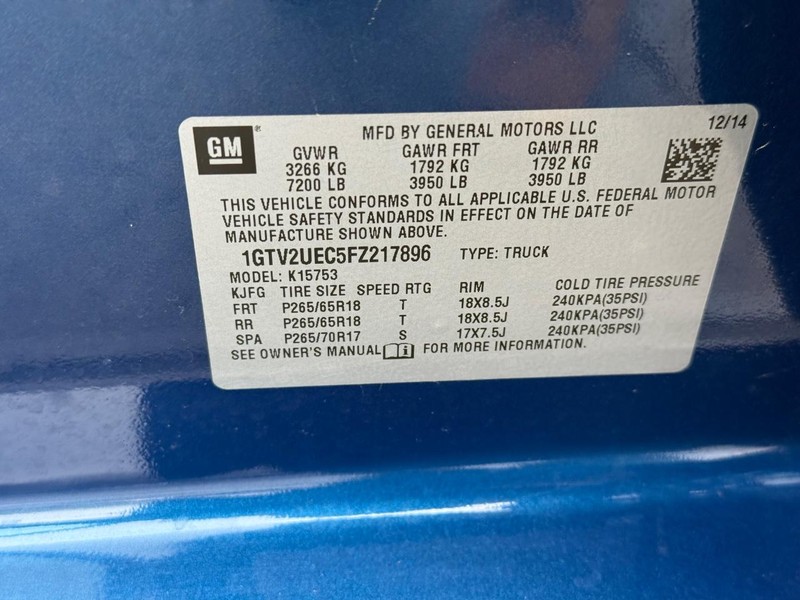 GM® MFD BY GENERAL MOTORS LLC 12/14
GVWR GAWR FRT GAWR RR
3266 KG 1792 KG 1792 KG
7200 LB 3950 LB 3950 LB
THIS VEHICLE CONFORMS TO ALL APPLICABLE U.S. FEDERAL MOTOR
VEHICLE SAFETY STANDARDS IN EFFECT ON THE DATE OF
MANUFACTURE SHOWN ABOVE.
1GTV2UEC5FZ217896 TYPE: TRUCK
MODEL: K15753
KJFG TIRE SIZE SPEED RTG RIM COLD TIRE PRESSURE
FRT P265/65R18 T 18X8.5J 240KPA(35PSI)
RR P265/65R18 T 18X8.5J 240KPA(35PSI)
SPA P265/70R17 S 17X7.5J 240KPA(35PSI)
SEE OWNER'S MANUAL FOR MORE INFORMATION.